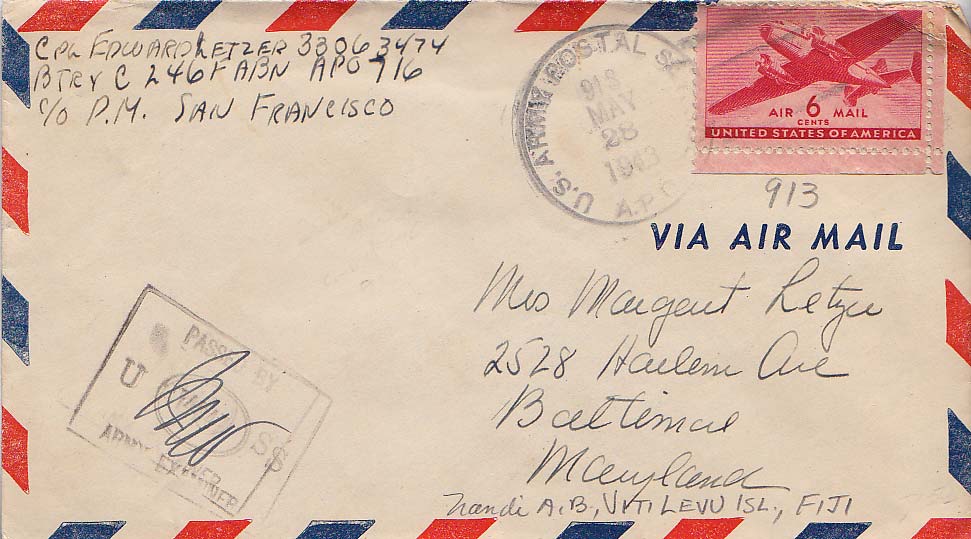 CPL EDWARD LETZER 33063474
BTRY C 246 F A BN APO 716
c/o P.M. SAN FRANCISCO
U.S. ARMY POSTAL
A.P.O.
MAY
28
1943
AIR 6 MAIL
CENTS
UNITED STATES OF AMERICA
913
VIA AIR MAIL
Mrs Margaret Letzer
2528 Harlem Ave
Baltimore
Maryland
Nandi A.B., VITI LEVU ISL., FIJI
PASSED BY
U S
ARMY EXAMINER